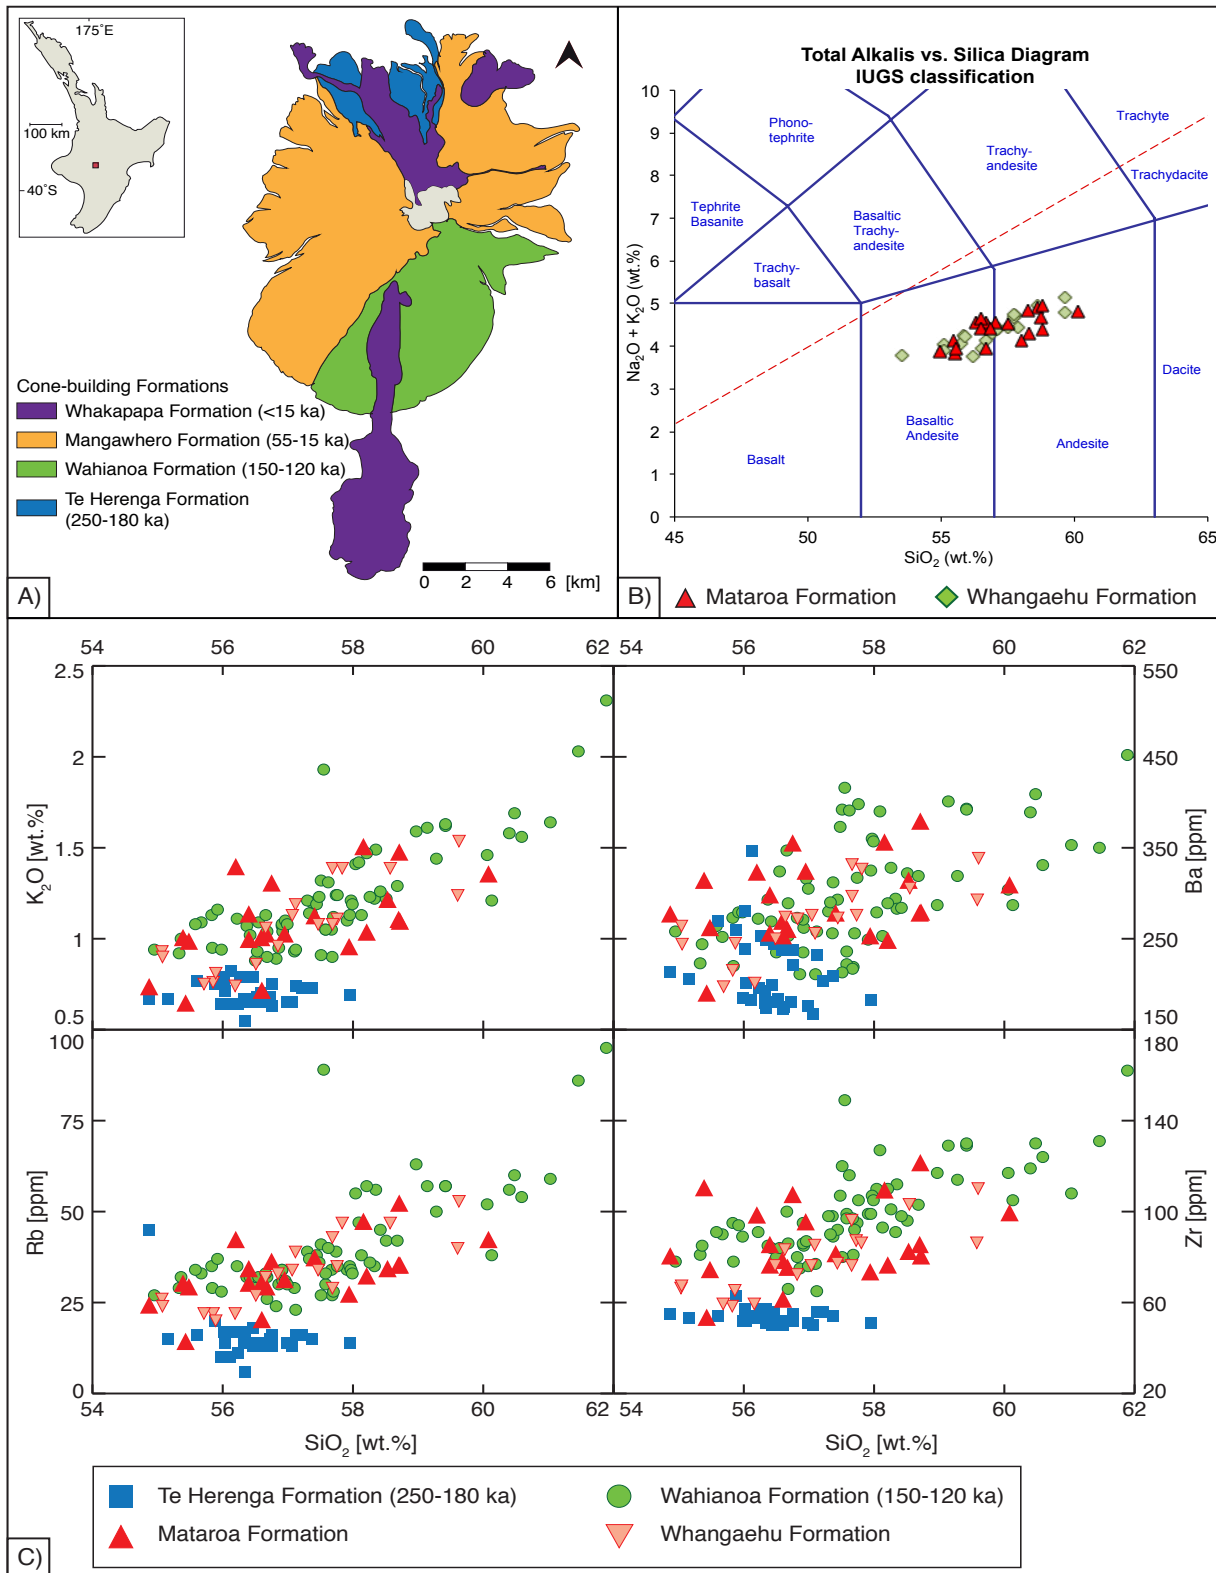 175°E
100 km
40°S
Cone-building Formations
Whakapapa Formation (<15 ka)
Mangawhero Formation (55-15 ka)
Wahianoa Formation (150-120 ka)
Te Herenga Formation
(250-180 ka)
0 2 4 6 [km]
A)
Total Alkalis vs. Silica Diagram
IUGS classification
Na2O + K2O (wt.%)
10
9
8
7
6
5
4
3
2
1
0
Phono-
tephrite
Trachyte
Trachy-
andesite
Trachydacite
Tephrite
Basanite
Basaltic
Trachy-
andesite
Trachy-
basalt
Dacite
Basaltic
Andesite
Andesite
Basalt
45 50 55 60 65
SiO2 (wt.%)
B)
Mataroa Formation
Whangaehu Formation
54 56 58 60 62 54 56 58 60 62
K2O [wt.%]
2.5
2
1.5
1
0.5
550
450
350
250
150
Ba [ppm]
Rb [ppm]
100
75
50
25
0
180
140
100
60
20
Zr [ppm]
54 56 58 60 62 54 56 58 60 62
SiO2 [wt.%] SiO2 [wt.%]
Te Herenga Formation (250-180 ka)
Wahianoa Formation (150-120 ka)
Mataroa Formation
Whangaehu Formation
C)